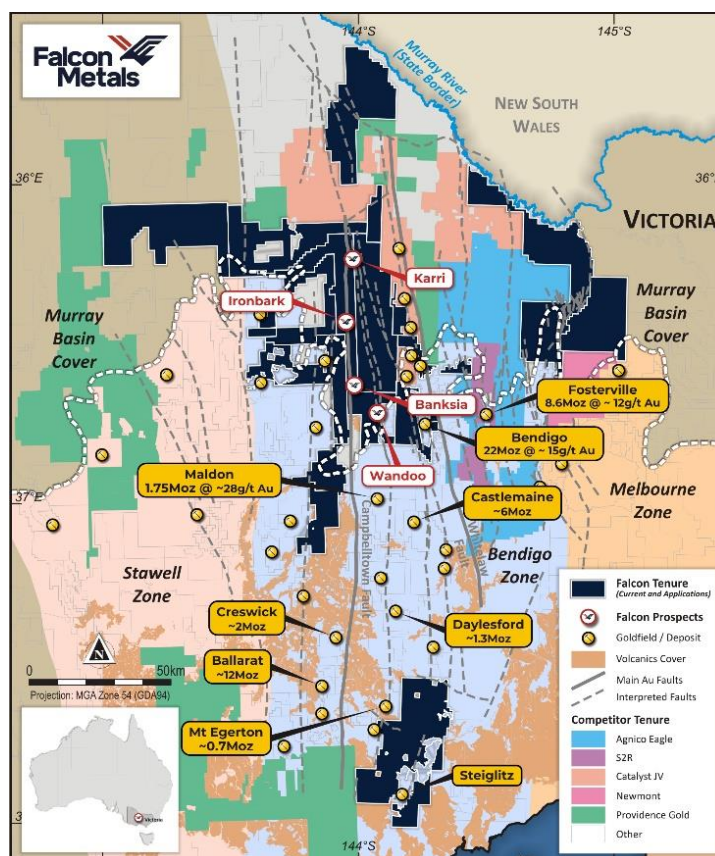 144°S
145°S
Falcon
Metals
Murray River
(State Border)
NEW SOUTH
WALES
36°E
36°S
VICTORIA
Karri
Ironbark
Murray
Basin
Cover
Murray
Basin Cover
Banksia
Fosterville
8.6Moz @ ~ 12g/t Au
Bendigo
22Moz @ ~ 15g/t Au
Wandoo
Maldon
1.75Moz @ ~28g/t Au
37°E
Castlemaine
~6Moz
Melbourne
Zone
Campbelltown Fault
Whitelaw
Fault
Bendigo
Zone
Stawell
Zone
Creswick
~2Moz
Daylesford
~1.3Moz
Ballarat
~12Moz
Mt Egerton
~0.7Moz
Steiglitz
N
0
50km
Projection: MGA Zone 54 (GDA94)
Victoria
144°S
Falcon Tenure
(Current and Applications)
Falcon Prospects
Goldfield / Deposit
Volcanics Cover
Main Au Faults
Interpreted Faults
Competitor Tenure
Agnico Eagle
S2R
Catalyst JV
Newmont
Providence Gold
Other